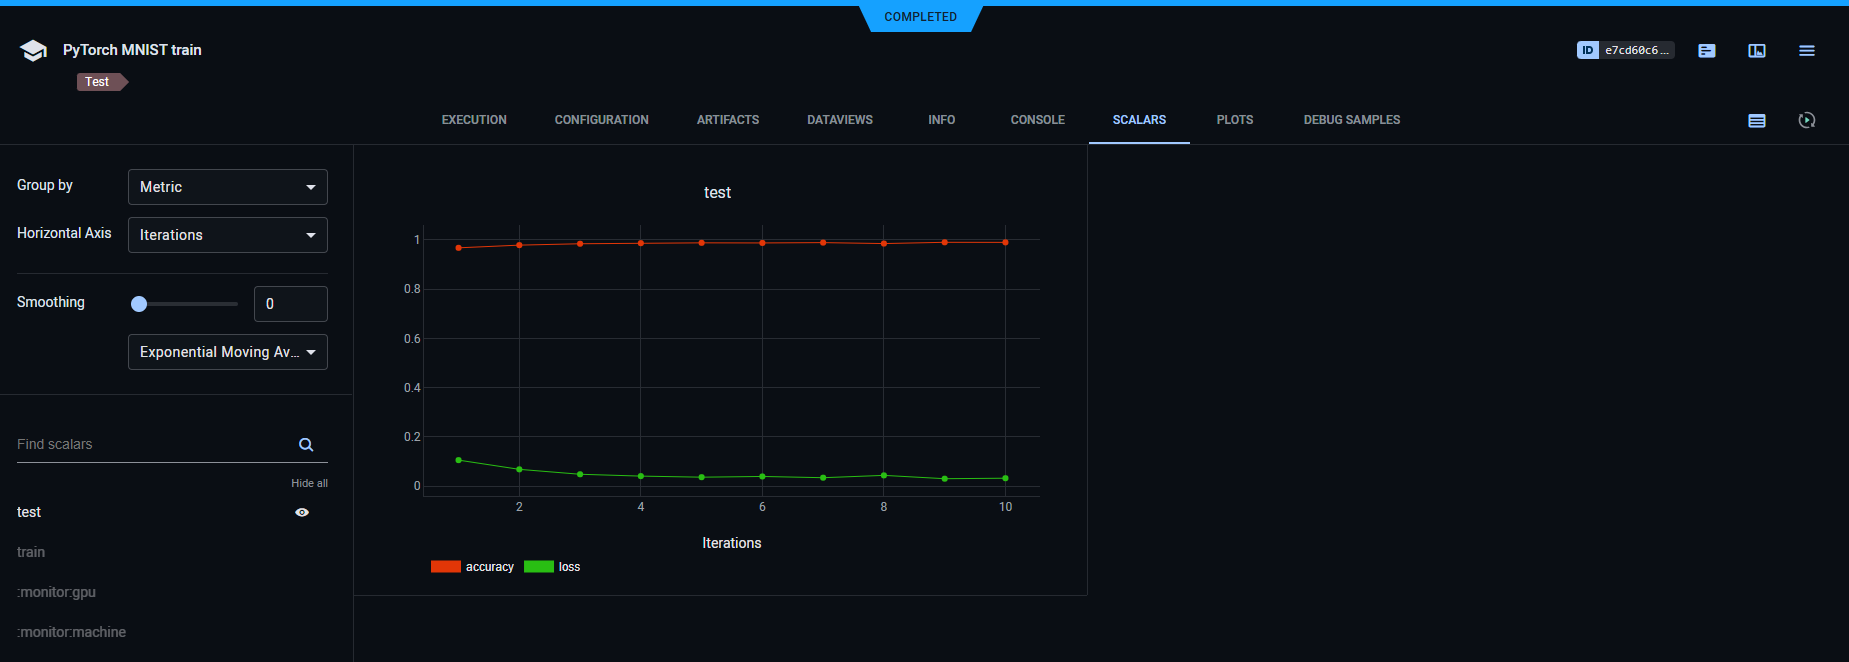 COMPLETED
PyTorch MNIST train
ID e7cd60c6...
Test
EXECUTION CONFIGURATION ARTIFACTS DATAVIEWS INFO CONSOLE SCALARS PLOTS DEBUG SAMPLES
Group by Metric
Horizontal Axis Iterations
Smoothing 0
Exponential Moving Av...
Find scalars
Hide all
test
train
:monitor:gpu
:monitor:machine
test
1
0.8
0.6
0.4
0.2
0
2 4 6 8 10
Iterations
accuracy loss